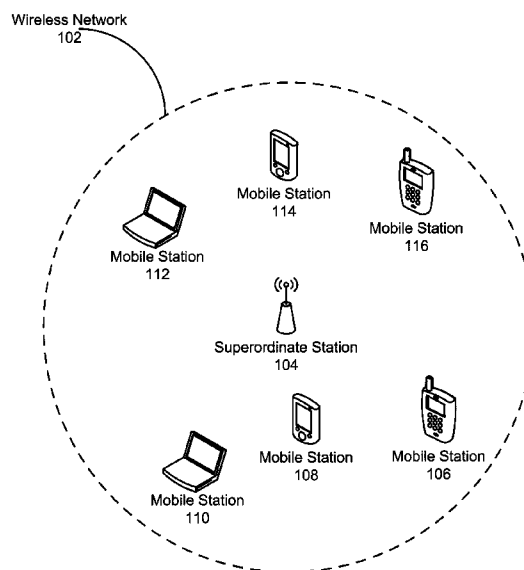 Wireless Network
102
Mobile Station
114
Mobile Station
116
Mobile Station
112
Superordinate Station
104
Mobile Station
108
Mobile Station
106
Mobile Station
110